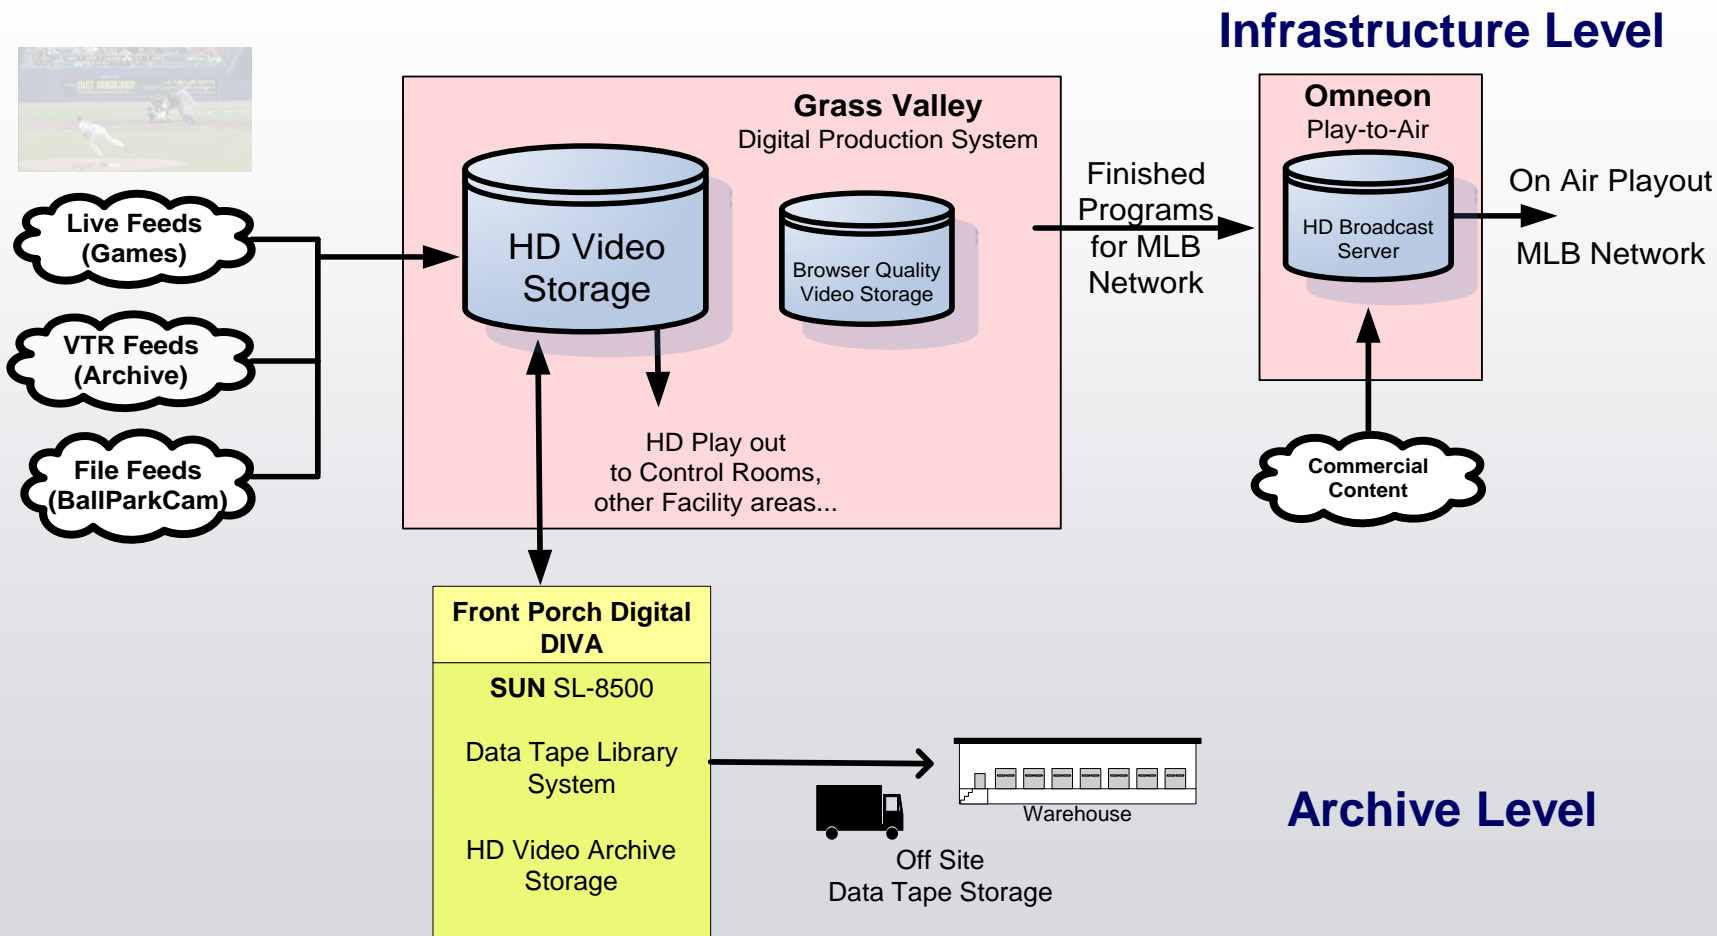 Infrastructure Level
Live Feeds
(Games)
VTR Feeds
(Archive)
File Feeds
(BallParkCam)
Grass Valley
Digital Production System
HD Video
Storage
Browser Quality
Video Storage
HD Play out
to Control Rooms,
other Facility areas...
Finished
Programs
for MLB
Network
Omneon
Play-to-Air
HD Broadcast
Server
On Air Playout
MLB Network
Commercial
Content
Front Porch Digital
DIVA
SUN SL-8500
Data Tape Library
System
HD Video Archive
Storage
Warehouse
Off Site
Data Tape Storage
Archive Level